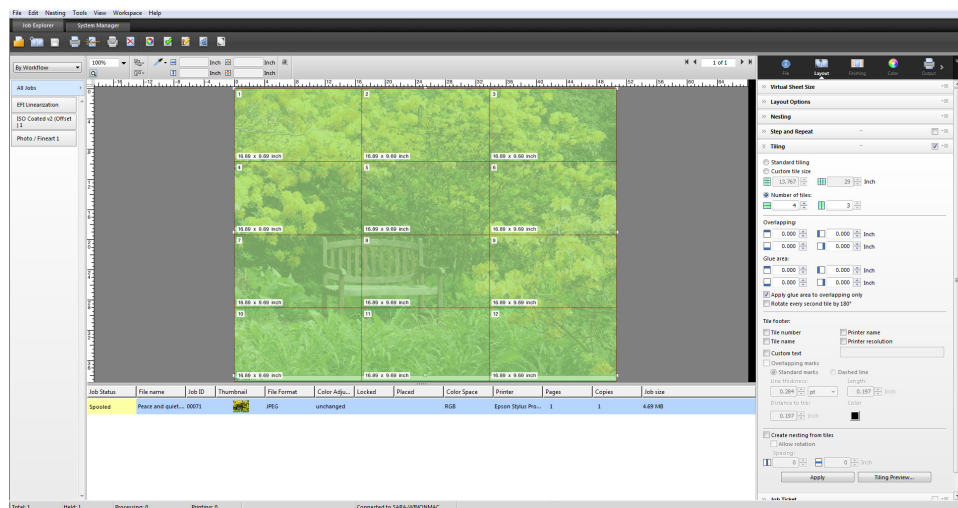 File Edit Nesting Tools View Workspace Help
Job Explorer System Manager
By Workflow
100%
Inch Inch
Inch Inch
1 of 1
File Layout Finishing Color Output
All Jobs
EFI Linearization
ISO Coated v2 (Offset
) 1
Photo / Fineart 1
1 2 3
16.89 x 9.69 inch 16.89 x 9.69 inch 16.89 x 9.69 inch
4 5 6
16.89 x 9.69 inch 16.89 x 9.69 inch 16.89 x 9.69 inch
7 8 9
16.89 x 9.69 inch 16.89 x 9.69 inch 16.89 x 9.69 inch
10 11 12
16.89 x 9.69 inch 16.89 x 9.69 inch 16.89 x 9.69 inch
Job Status File name Job ID Thumbnail File Format Color Adju... Locked Placed Color Space Printer Pages Copies Job size
Spooled Peace and quiet.... 00071 JPEG unchanged RGB Epson Stylus Pro... 1 1 4.69 MB
Virtual Sheet Size
Layout Options
Nesting
Step and Repeat
Tiling
Standard tiling
Custom tile size
13.767 29 Inch
Number of tiles:
4 3
Overlapping:
0.000 0.000 Inch
0.000 0.000 Inch
Glue area:
0.000 0.000 Inch
0.000 0.000 Inch
Apply glue area to overlapping only
Rotate every second tile by 180°
Tile footer:
Tile number Printer name
Tile name Printer resolution
Custom text
Overlapping marks
Standard marks Dashed line
Line thickness: Length:
0.284 pt 0.197 Inch
Distance to tile: Color:
0.197 Inch
Create nesting from tiles
Allow rotation
Spacing:
0 0 Inch
Apply Tiling Preview...
Job Ticket
Total: 1 Held: 1 Processing: 0 Printing: 0 Connected to SARA-WINONMAC